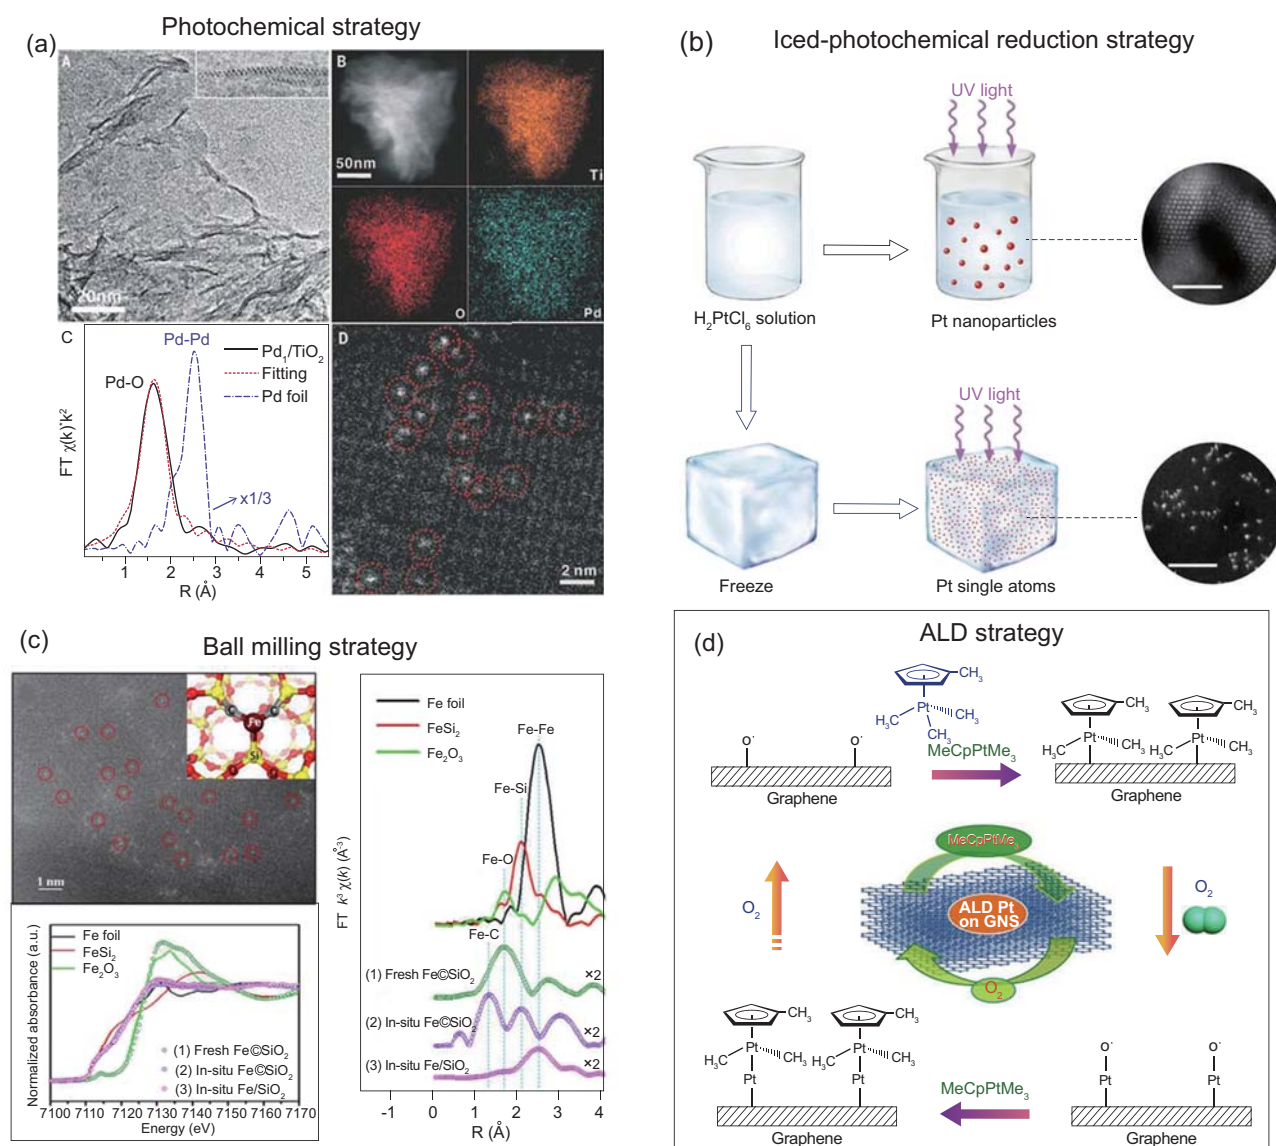 Photochemical strategy
(a)
A
20nm
B
50nm
Ti
O
Pd
C
Pd-Pd
Pd-O
Pd₁/TiO₂
Fitting
Pd foil
x1/3
FT χ(k)*k²
1 2 3 4 5
R (Å)
D
2 nm
(b)
Iced-photochemical reduction strategy
UV light
H₂PtCl₆ solution
Pt nanoparticles
UV light
Freeze
Pt single atoms
(c)
Ball milling strategy
C
Fe
C
Si
1 nm
Normalized absorbance (a.u.)
Fe foil
FeSi₂
Fe₂O₃
(1) Fresh Fe©SiO₂
(2) In-situ Fe©SiO₂
(3) In-situ Fe/SiO₂
7100 7110 7120 7130 7140 7150 7160 7170
Energy (eV)
FT k³ χ(k) (Å⁻³)
Fe foil
FeSi₂
Fe₂O₃
Fe-Fe
Fe-Si
Fe-O
Fe-C
(1) Fresh Fe©SiO₂
×2
(2) In-situ Fe©SiO₂
×2
(3) In-situ Fe/SiO₂
×2
-1 0 1 2 3 4
R (Å)
(d)
ALD strategy
CH₃
Pt
H₃C
CH₃
CH₃
O· O·
Graphene
MeCpPtMe₃
CH₃ CH₃
Pt Pt
H₃C CH₃ H₃C CH₃
Graphene
MeCpPtMe₃
ALD Pt
on GNS
O₂
O₂
O₂
CH₃ CH₃
Pt Pt
H₃C CH₃ H₃C CH₃
Pt Pt
Graphene
MeCpPtMe₃
O· O·
Pt Pt
Graphene